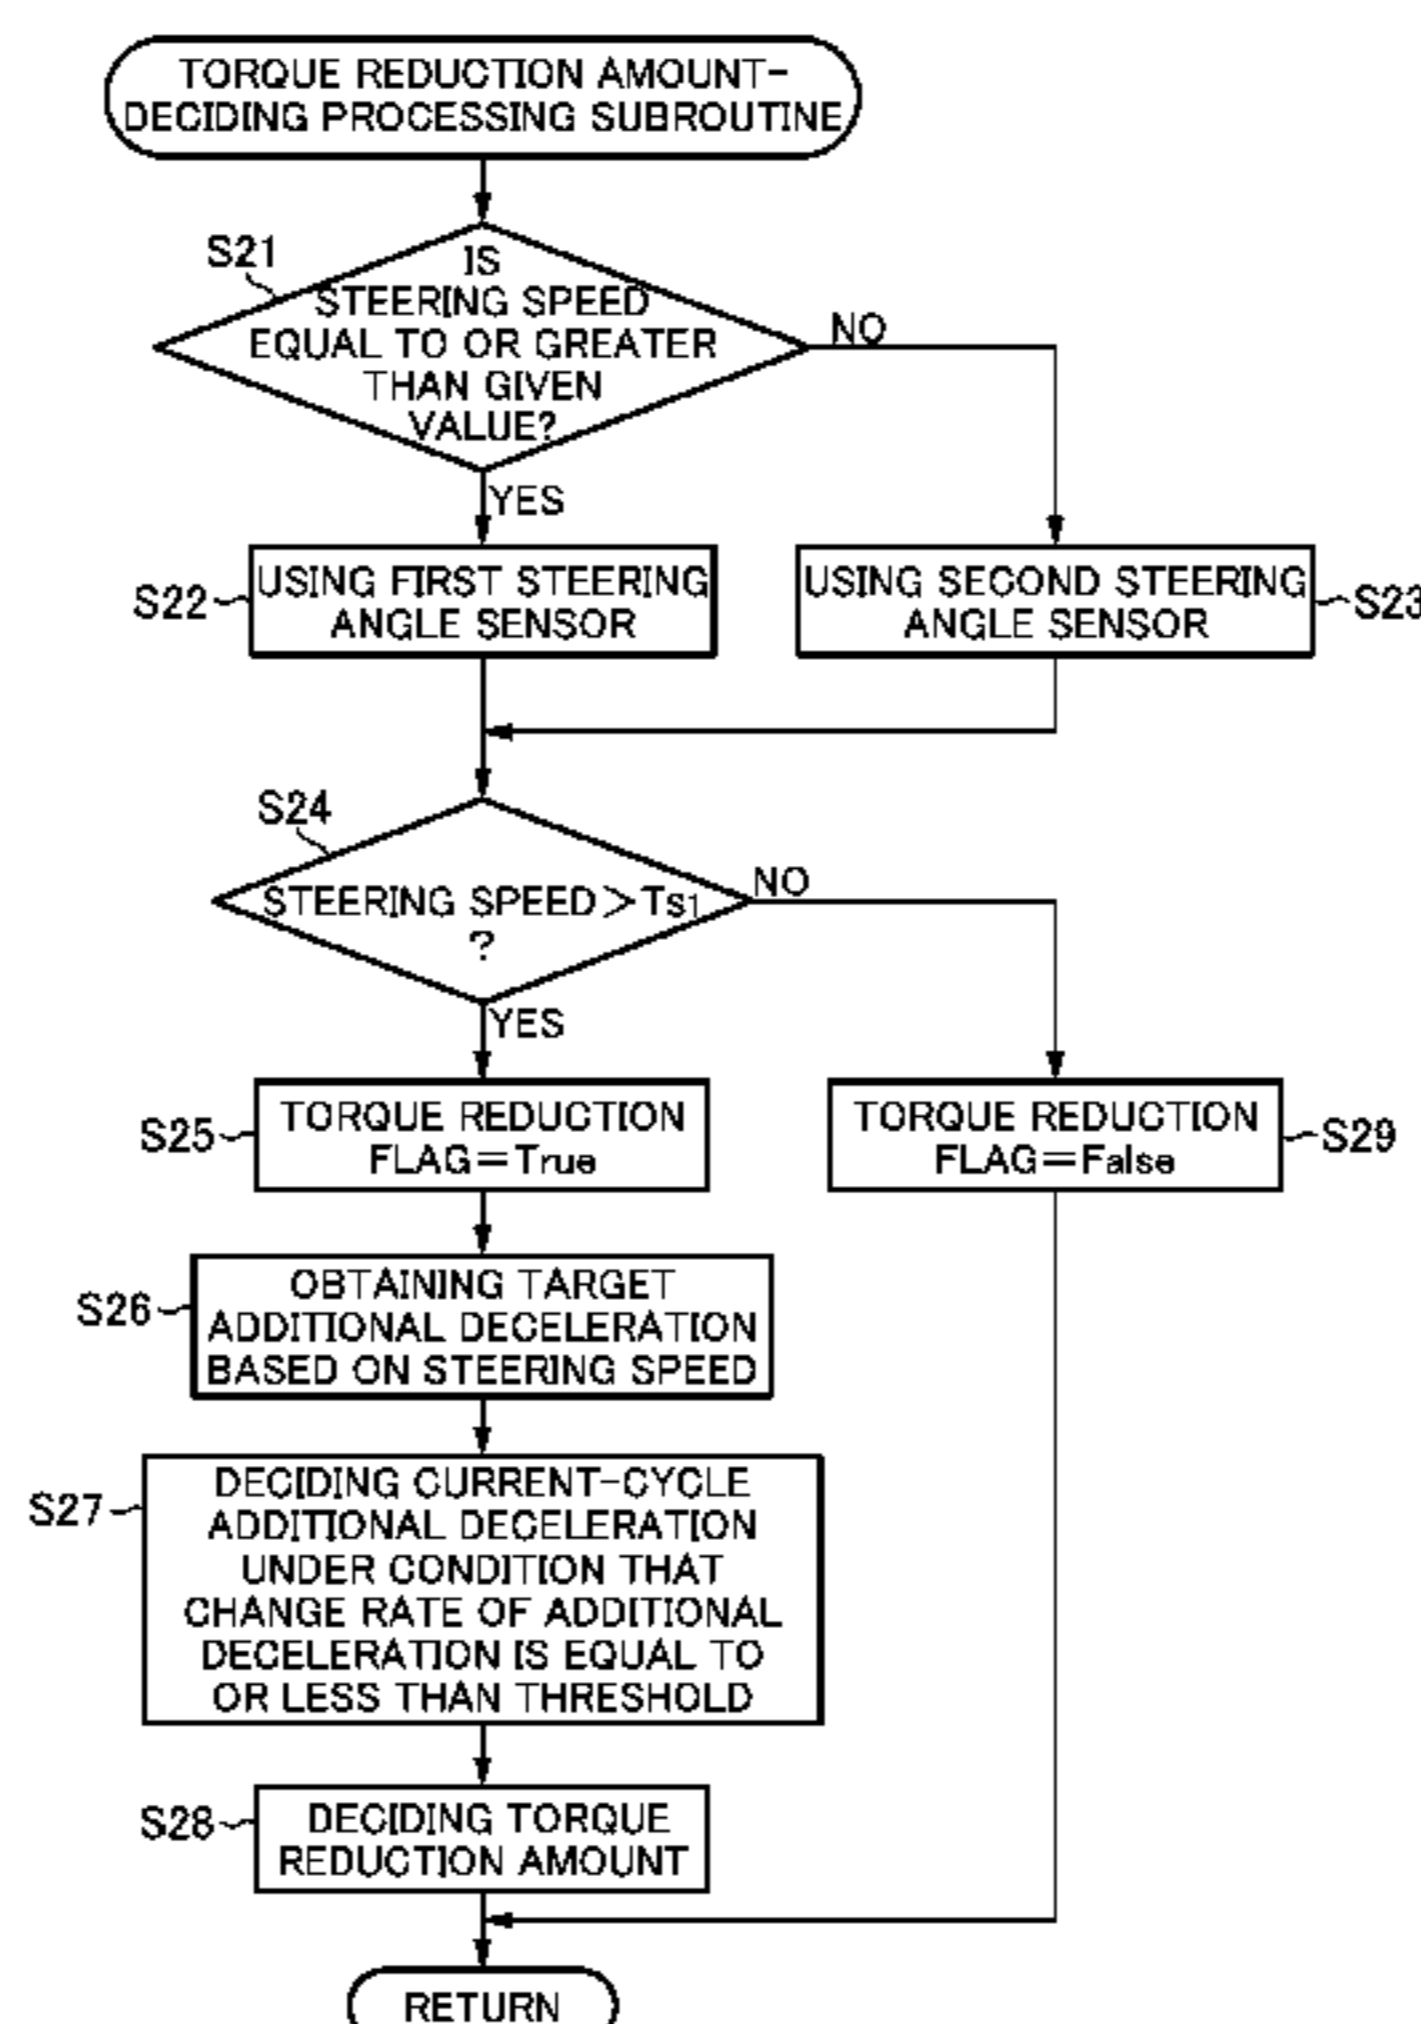 TORQUE REDUCTION AMOUNT-
DECIDING PROCESSING SUBROUTINE
S21
IS
STEERING SPEED
EQUAL TO OR GREATER
THAN GIVEN
VALUE?
NO
YES
S22
USING FIRST STEERING
ANGLE SENSOR
USING SECOND STEERING
ANGLE SENSOR
S23
S24
STEERING SPEED>Ts1
?
NO
YES
S25
TORQUE REDUCTION
FLAG=True
TORQUE REDUCTION
FLAG=False
S29
S26
OBTAINING TARGET
ADDITIONAL DECELERATION
BASED ON STEERING SPEED
S27
DECIDING CURRENT-CYCLE
ADDITIONAL DECELERATION
UNDER CONDITION THAT
CHANGE RATE OF ADDITIONAL
DECELERATION IS EQUAL TO
OR LESS THAN THRESHOLD
S28
DECIDING TORQUE
REDUCTION AMOUNT
RETURN